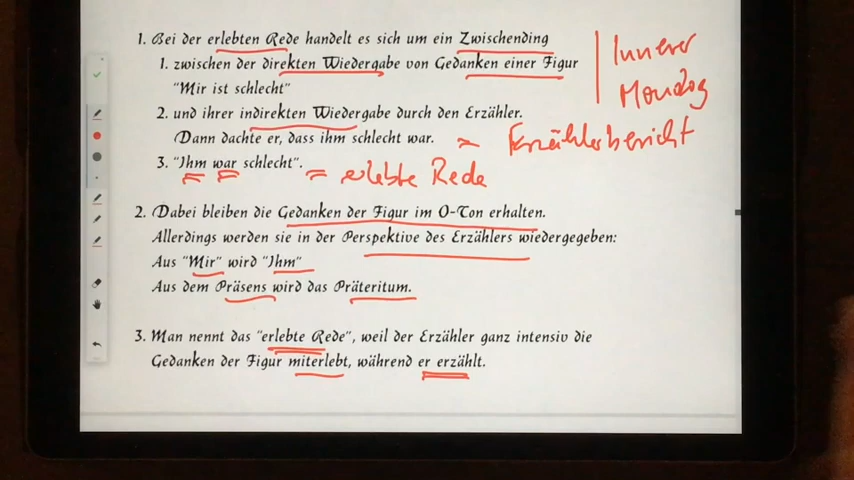 1. Bei der erlebten Rede handelt es sich um ein Zwischending
1. zwischen der direkten Wiedergabe von Gedanken einer Figur
"Mir ist schlecht"
Innerer
Monolog
2. und ihrer indirekten Wiedergabe durch den Erzähler.
Dann dachte er, dass ihm schlecht war.
Erzählerbericht
3. "Ihm war schlecht".
= erlebte Rede
2. Dabei bleiben die Gedanken der Figur im O-Ton erhalten.
Allerdings werden sie in der Perspektive des Erzählers wiedergegeben:
Aus "Mir" wird "Ihm"
Aus dem Präsens wird das Präteritum.
3. Man nennt das "erlebte Rede", weil der Erzähler ganz intensiv die
Gedanken der Figur miterlebt, während er erzählt.